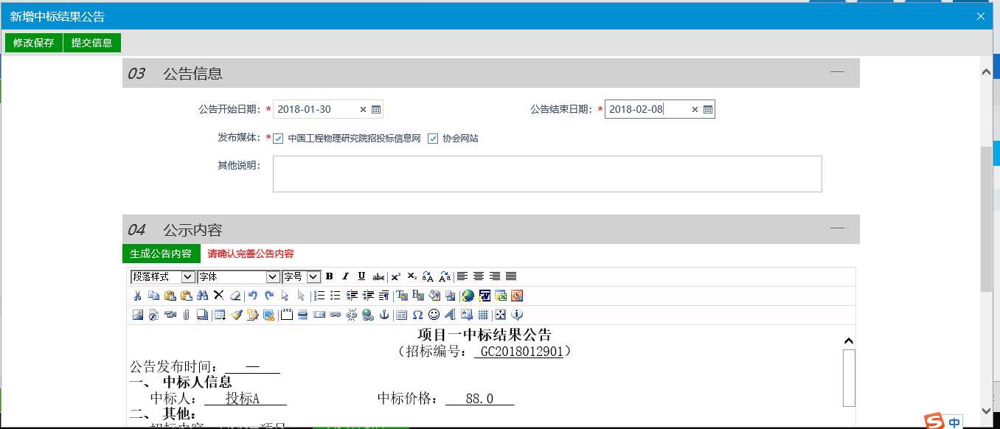 新增中标结果公告
修改保存 提交信息
03 公告信息
公告开始日期: * 2018-01-30 公告结束日期: * 2018-02-08
发布媒体: * 中国工程物理研究院招投标信息网 协会网站
其他说明:
04 公示内容
生成公告内容 请确认完善公告内容
段落样式 字体 字号 B I U abc
项目一中标结果公告
（招标编号: GC2018012901）
公告发布时间: —
一、 中标人信息
中标人: 投标A 中标价格: 88.0
二、 其他:
中